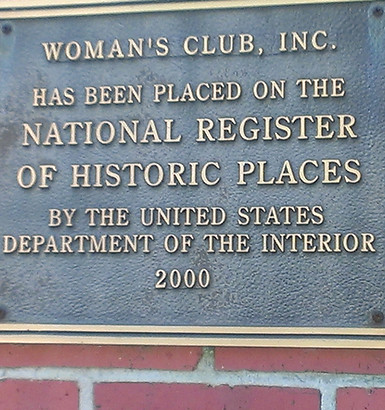 WOMAN'S CLUB, INC.
HAS BEEN PLACED ON THE
NATIONAL REGISTER
OF HISTORIC PLACES
BY THE UNITED STATES
DEPARTMENT OF THE INTERIOR
2000